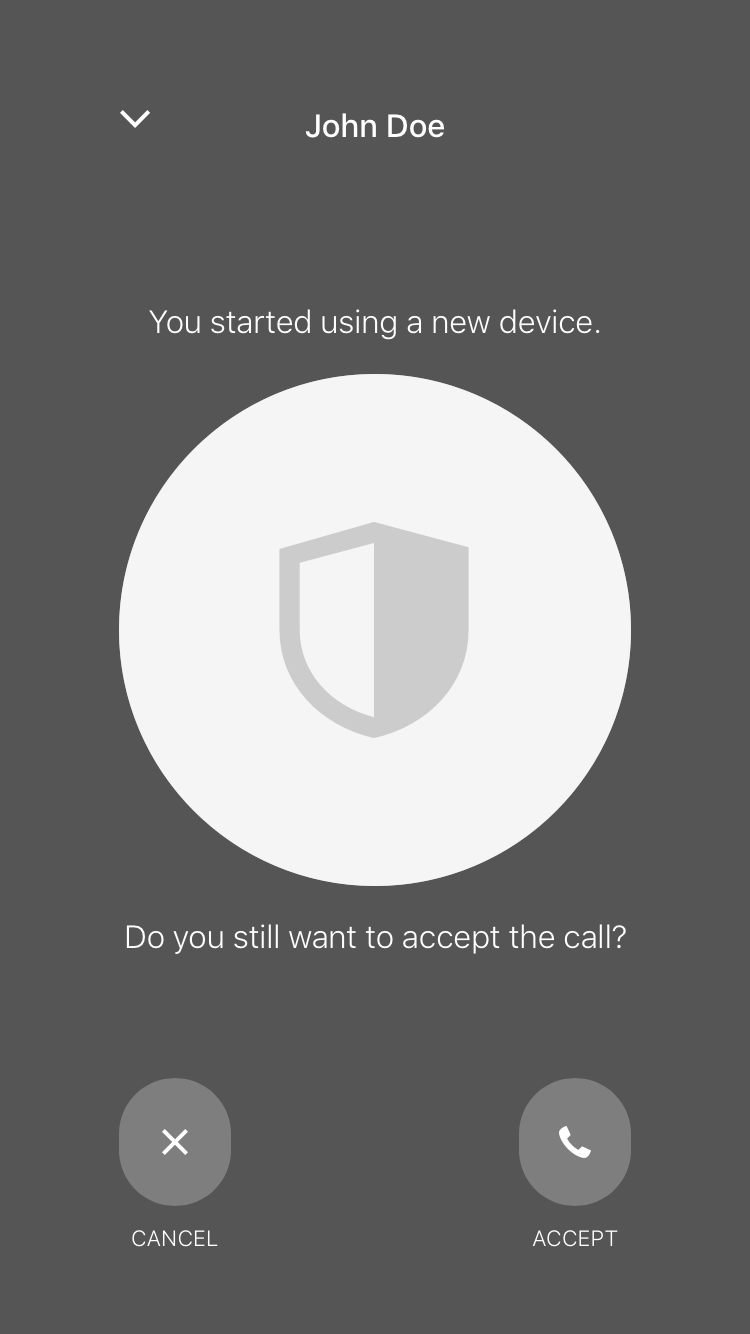 John Doe
You started using a new device.
Do you still want to accept the call?
CANCEL
ACCEPT